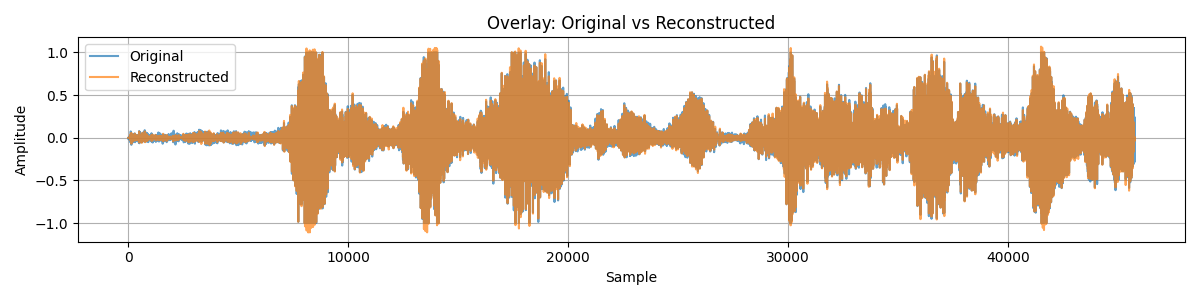 Overlay: Original vs Reconstructed
Original
Reconstructed
1.0
0.5
0.0
−0.5
−1.0
Amplitude
0
10000
20000
30000
40000
Sample